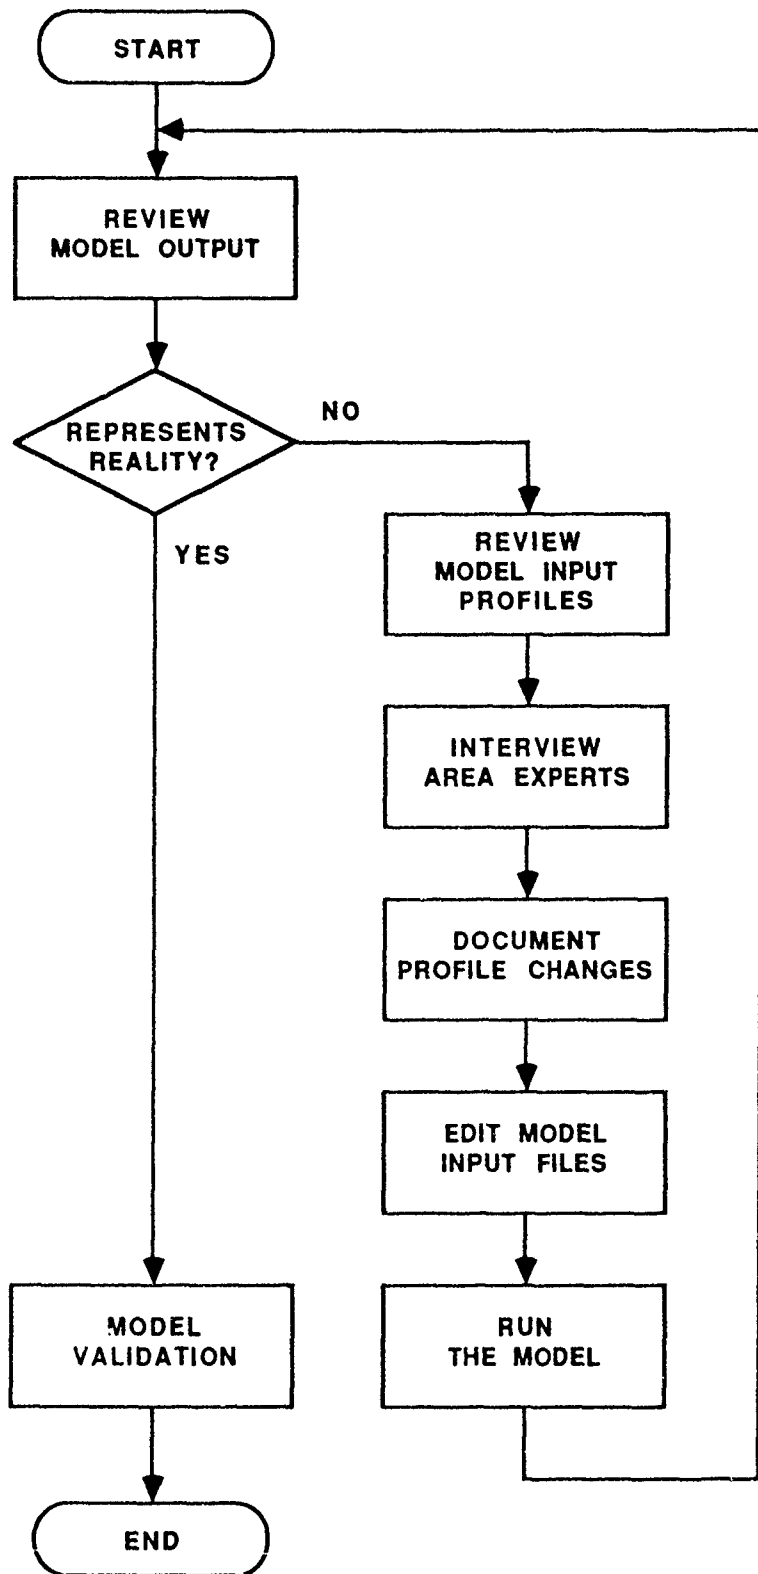 START
REVIEW
MODEL OUTPUT
REPRESENTS
REALITY?
NO
YES
REVIEW
MODEL INPUT
PROFILES
INTERVIEW
AREA EXPERTS
DOCUMENT
PROFILE CHANGES
EDIT MODEL
INPUT FILES
RUN
THE MODEL
MODEL
VALIDATION
END